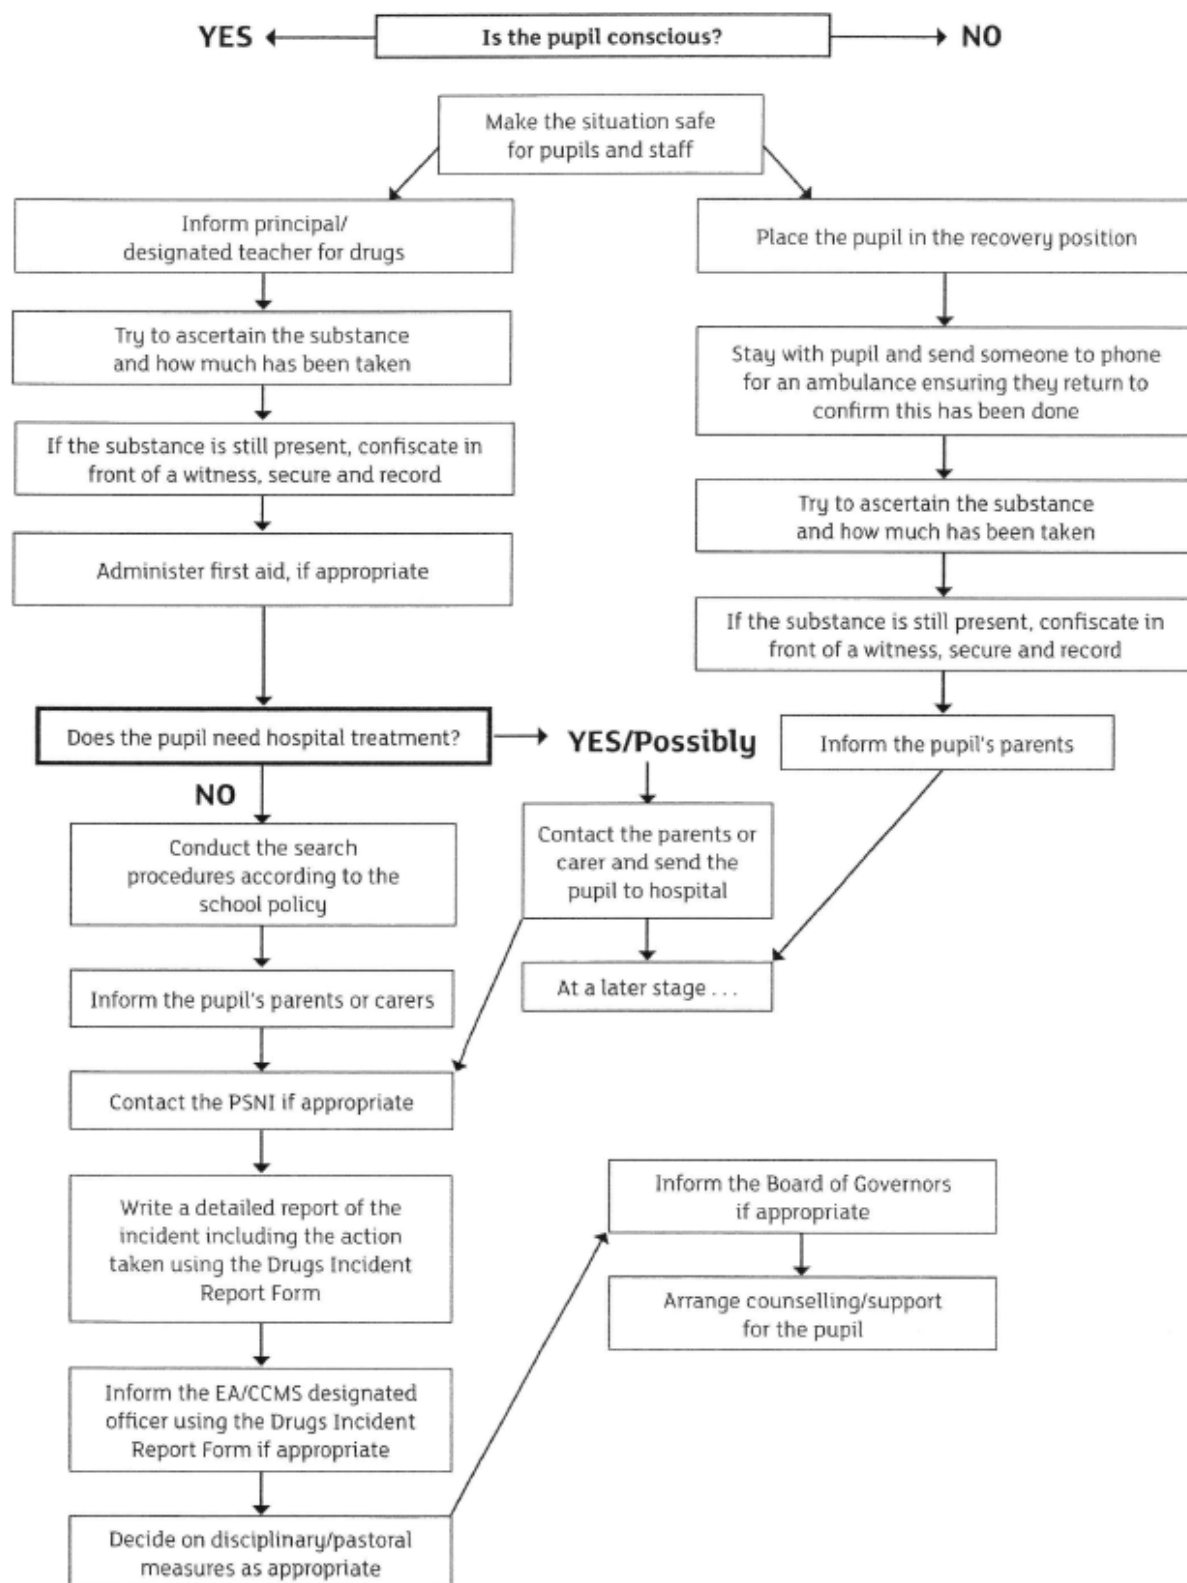 YES
Is the pupil conscious?
NO
Make the situation safe
for pupils and staff
Inform principal/
designated teacher for drugs
Try to ascertain the substance
and how much has been taken
If the substance is still present, confiscate in
front of a witness, secure and record
Administer first aid, if appropriate
Place the pupil in the recovery position
Stay with pupil and send someone to phone
for an ambulance ensuring they return to
confirm this has been done
Try to ascertain the substance
and how much has been taken
If the substance is still present, confiscate in
front of a witness, secure and record
Inform the pupil's parents
Does the pupil need hospital treatment?
YES/Possibly
NO
Contact the parents or
carer and send the
pupil to hospital
At a later stage . . .
Conduct the search
procedures according to the
school policy
Inform the pupil's parents or carers
Contact the PSNI if appropriate
Write a detailed report of the
incident including the action
taken using the Drugs Incident
Report Form
Inform the EA/CCMS designated
officer using the Drugs Incident
Report Form if appropriate
Decide on disciplinary/pastoral
measures as appropriate
Inform the Board of Governors
if appropriate
Arrange counselling/support
for the pupil